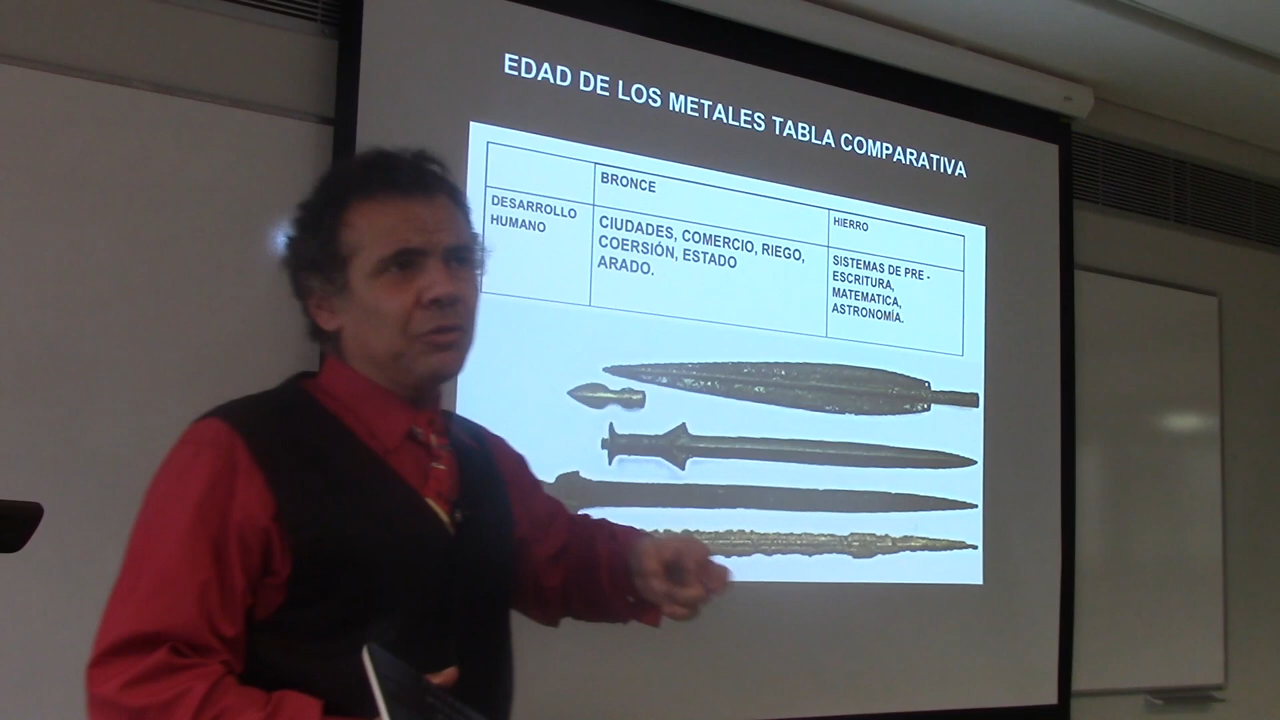 EDAD DE LOS METALES TABLA COMPARATIVA
BRONCE
HIERRO
DESARROLLO
HUMANO
CIUDADES, COMERCIO, RIEGO,
COERSIÓN, ESTADO
ARADO.
SISTEMAS DE PRE -
ESCRITURA,
MATEMATICA,
ASTRONOMÍA.